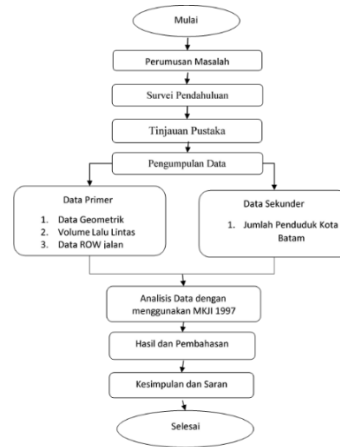 Mulai
Perumusan Masalah
Survei Pendahuluan
Tinjauan Pustaka
Pengumpulan Data
Data Primer
1. Data Geometrik
2. Volume Lalu Lintas
3. Data ROW jalan
Data Sekunder
1. Jumlah Penduduk Kota
Batam
Analisis Data dengan
menggunakan MKJI 1997
Hasil dan Pembahasan
Kesimpulan dan Saran
Selesai